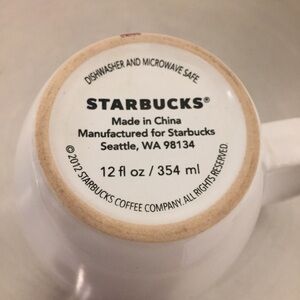 DISHWASHER AND MICROWAVE SAFE
STARBUCKS®
Made in China
Manufactured for Starbucks
Seattle, WA 98134
12 fl oz / 354 ml
© 2012 STARBUCKS COFFEE COMPANY. ALL RIGHTS RESERVED